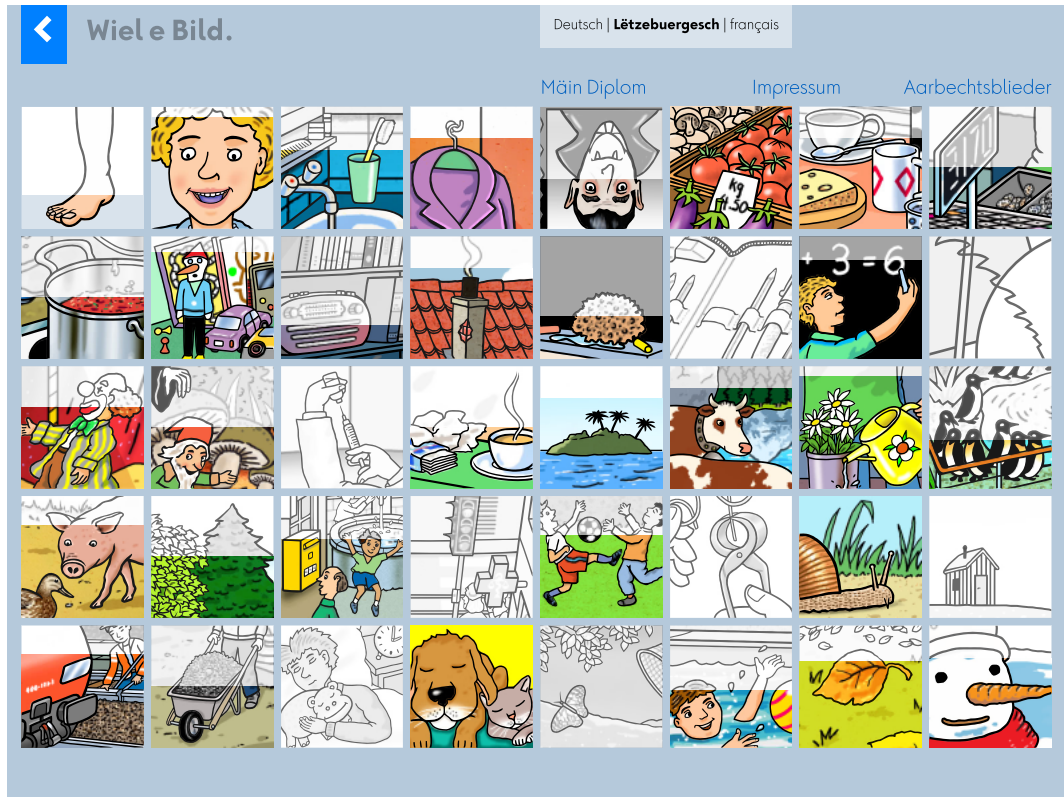 Wiel e Bild.
Deutsch | Lëtzebuergesch | français
Mäin Diplom
Impressum
Aarbechtsblieder
Kg
1.50
+ 3 = 6